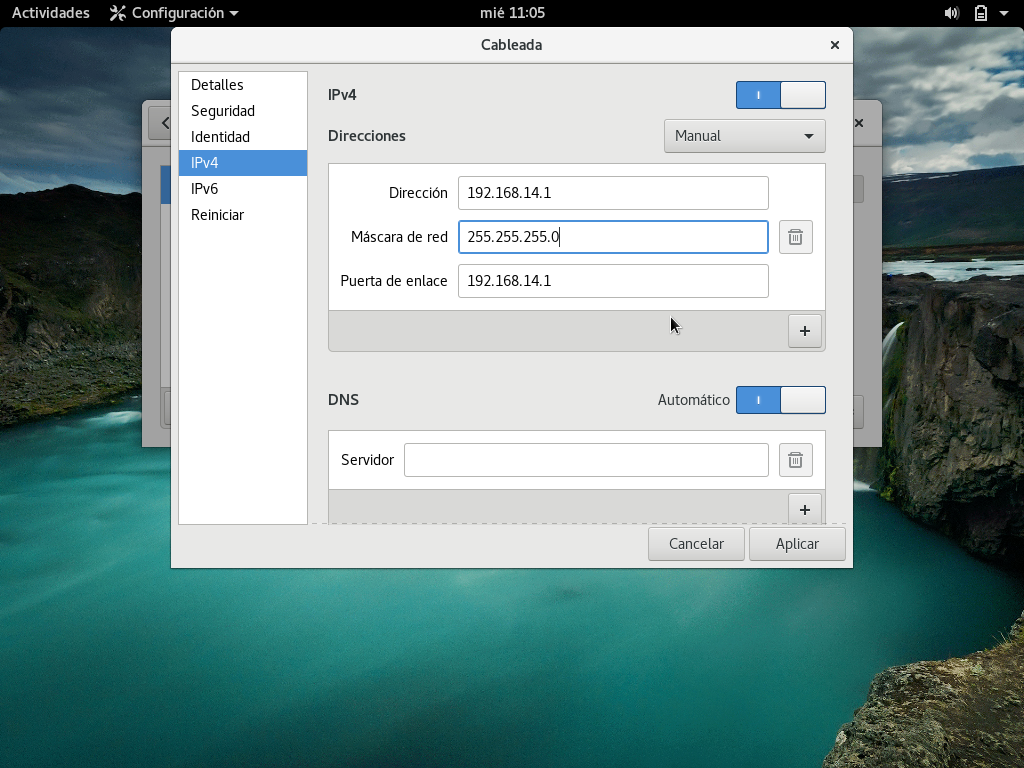 Actividades Configuración mié 11:05
Cableada
Detalles
Seguridad
Identidad
IPv4
IPv6
Reiniciar
IPv4
Direcciones Manual
Dirección 192.168.14.1
Máscara de red 255.255.255.0
Puerta de enlace 192.168.14.1
+
DNS Automático
Servidor
+
Cancelar Aplicar